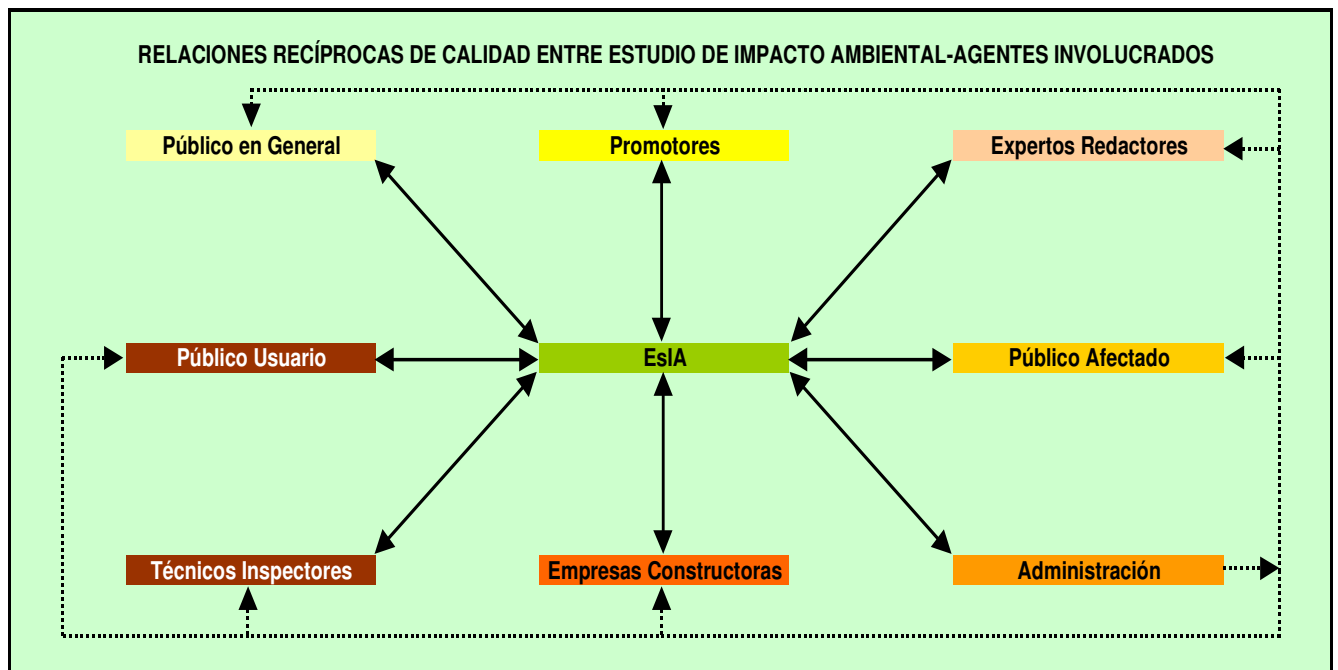 RELACIONES RECÍPROCAS DE CALIDAD ENTRE ESTUDIO DE IMPACTO AMBIENTAL-AGENTES INVOLUCRADOS
Público en General
Promotores
Expertos Redactores
Público Usuario
EsIA
Público Afectado
Técnicos Inspectores
Empresas Constructoras
Administración